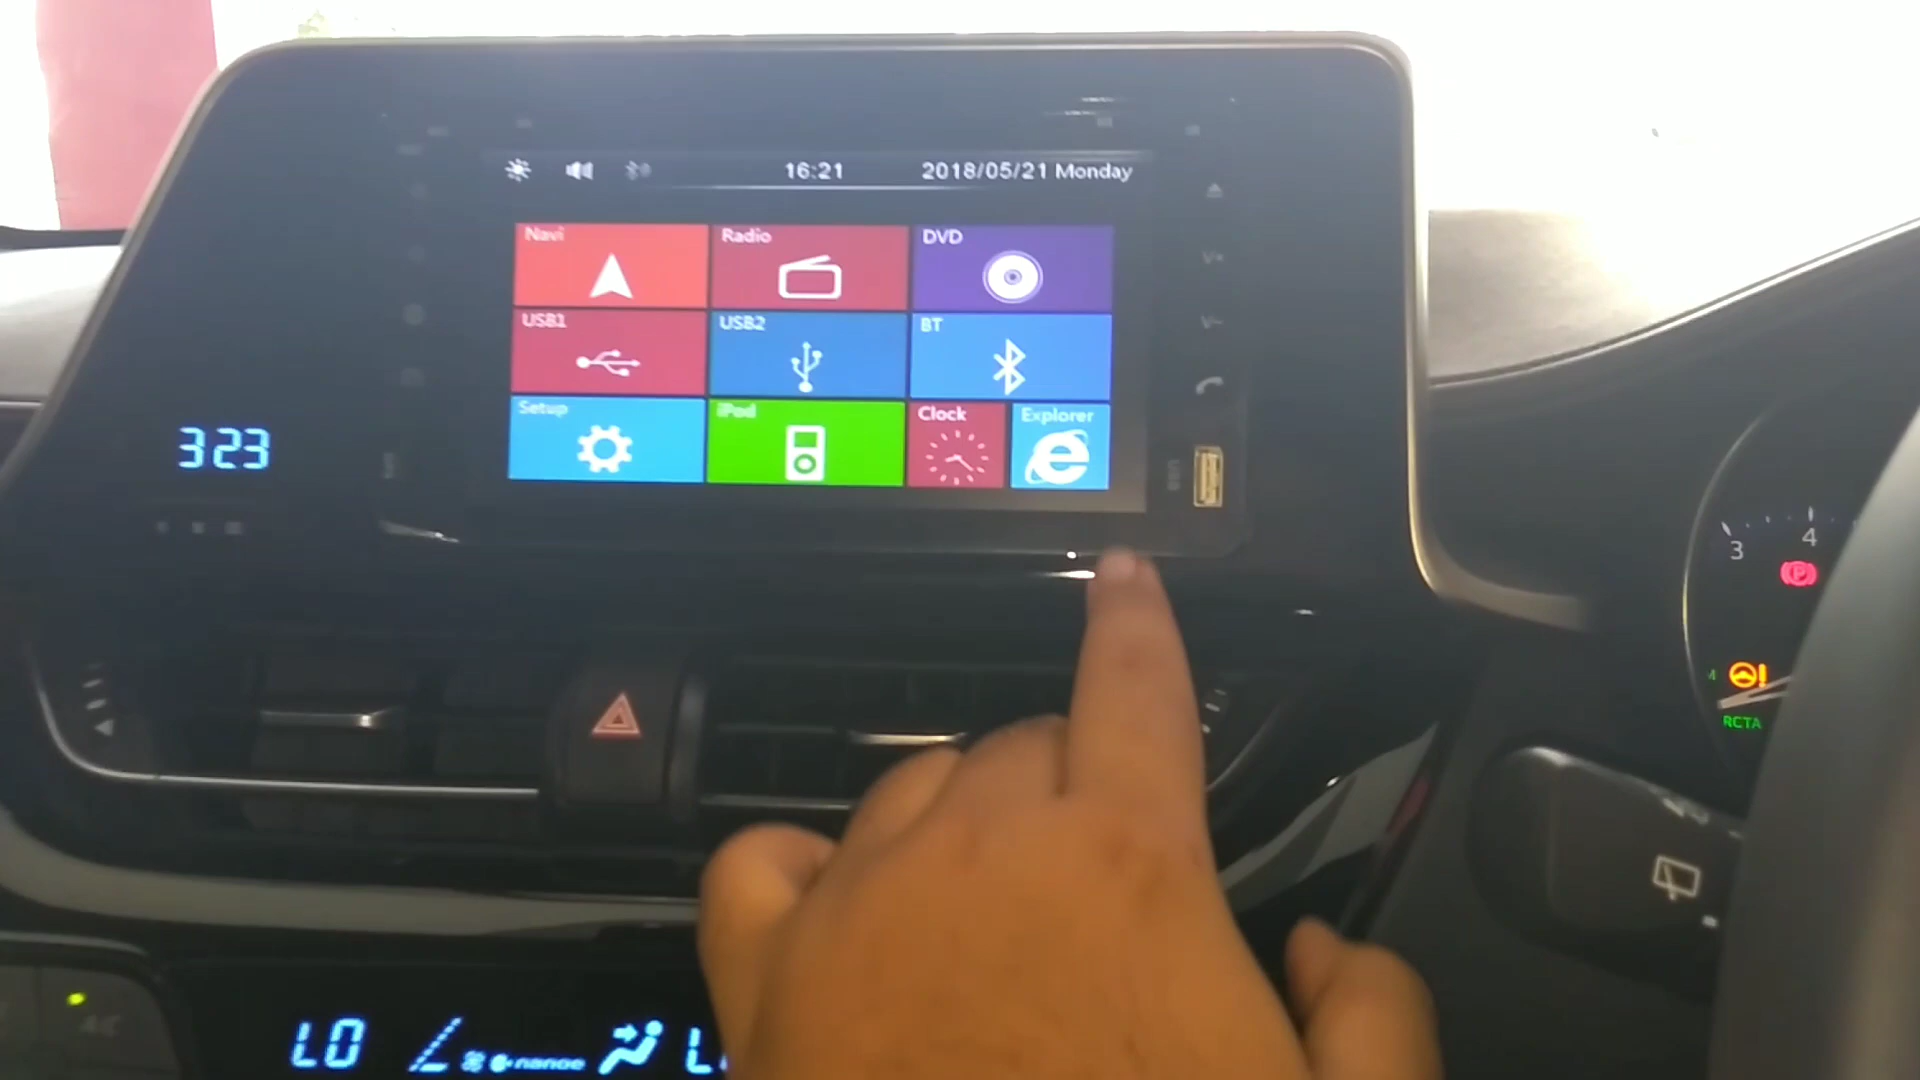 16:21 2018/05/21 Monday
Navi Radio DVD
USB1 USB2 BT
Setup iPod Clock Explorer
V+
V-
USB
323
3 4
P
RCTA
LO
nanoe